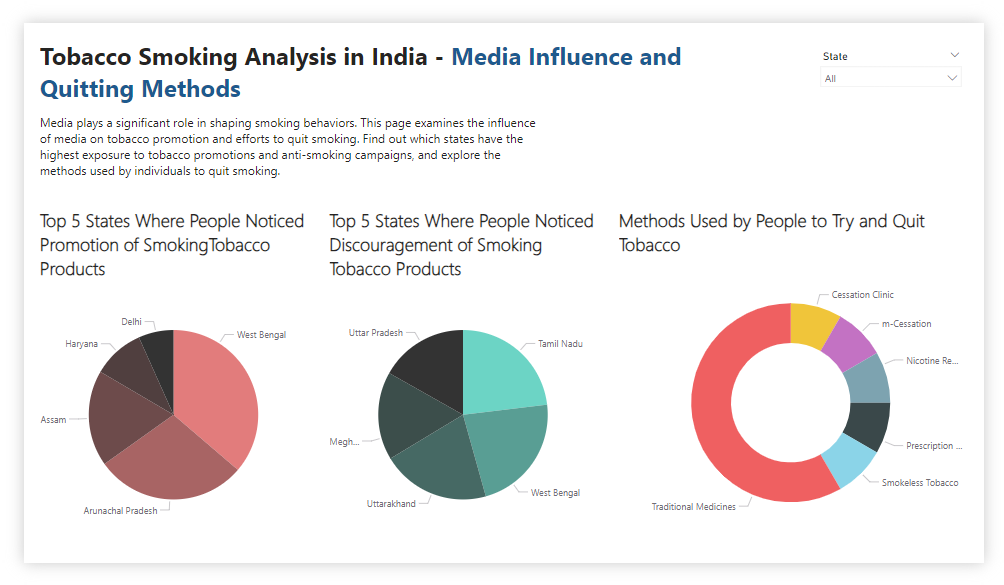 Tobacco Smoking Analysis in India - Media Influence and
Quitting Methods
State
All
Media plays a significant role in shaping smoking behaviors. This page examines the influence
of media on tobacco promotion and efforts to quit smoking. Find out which states have the
highest exposure to tobacco promotions and anti-smoking campaigns, and explore the
methods used by individuals to quit smoking.
Top 5 States Where People Noticed
Promotion of SmokingTobacco
Products
Delhi
West Bengal
Haryana
Assam
Arunachal Pradesh
Top 5 States Where People Noticed
Discouragement of Smoking
Tobacco Products
Uttar Pradesh
Tamil Nadu
Megh...
West Bengal
Uttarakhand
Methods Used by People to Try and Quit
Tobacco
Cessation Clinic
m-Cessation
Nicotine Re...
Prescription ...
Smokeless Tobacco
Traditional Medicines